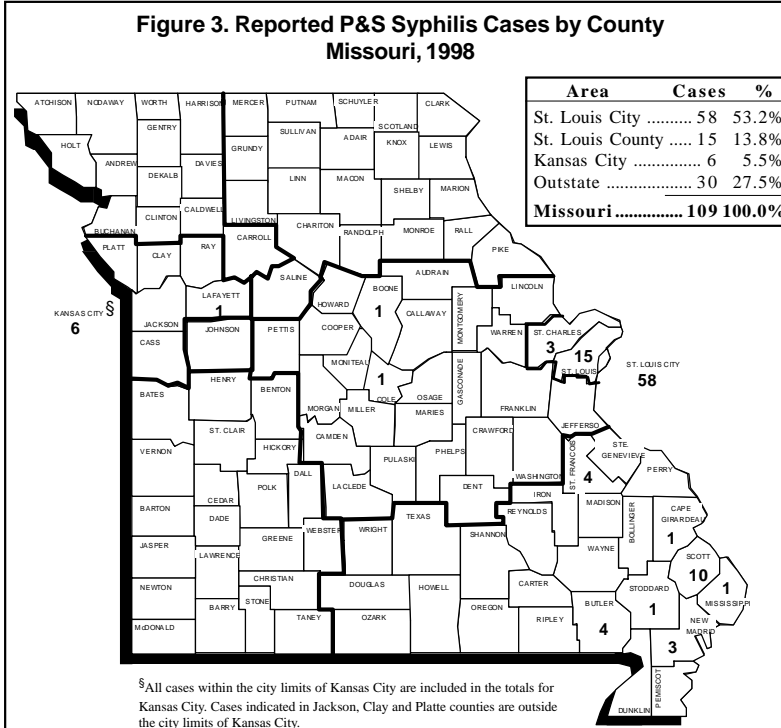 Figure 3. Reported P&S Syphilis Cases by County
Missouri, 1998
Area Cases %
St. Louis City .......... 58 53.2%
St. Louis County ..... 15 13.8%
Kansas City .............. 6 5.5%
Outstate ................... 30 27.5%
Missouri ................ 109 100.0%
ATCHISON NODAWAY WORTH HARRISON MERCER PUTNAM SCHUYLER CLARK
SCOTLAND
HOLT GENTRY SULLIVAN ADAIR KNOX LEWIS
ANDREW DAVIES GRUNDY
DEKALB LINN MACON
SHELBY MARION
CLINTON CALDWELL LIVINGSTON
BUCHANAN CARROLL CHARITON RANDOLPH MONROE RALL
PLATT CLAY RAY PIKE
SALINE AUDRAIN
LAFAYETT HOWARD BOONE LINCOLN
1 1
KANSAS CITY §
6
CALLAWAY MONTGOMERY WARREN
JACKSON JOHNSON PETTIS COOPER
ST. CHARLES
3 15
ST. LOUIS
ST. LOUIS CITY
58
CASS MONITEAU
1
COLE OSAGE GASCONADE
HENRY BENTON
BATES MORGAN MILLER MARIES FRANKLIN
JEFFERSO
ST. CLAIR CAMDEN CRAWFORD
STE.
GENEVIEVE
VERNON HICKORY PULASKI PHELPS WASHINGTON ST. FRANCOIS
4
PERRY
DALL
CEDAR POLK LACLEDE DENT IRON
BARTON MADISON BOLLINGER CAPE
GIRARDEAU
1
DADE TEXAS REYNOLDS
JASPER GREENE WEBSTER WRIGHT SHANNON WAYNE SCOTT
10
LAWRENCE
NEWTON CHRISTIAN DOUGLAS HOWELL CARTER STODDARD
1
1
MISSISSIPPI
BARRY STONE OREGON BUTLER
4
McDONALD TANEY OZARK RIPLEY NEW
MADRID
3
PEMISCOT
DUNKLIN
§All cases within the city limits of Kansas City are included in the totals for
Kansas City. Cases indicated in Jackson, Clay and Platte counties are outside
the city limits of Kansas City.